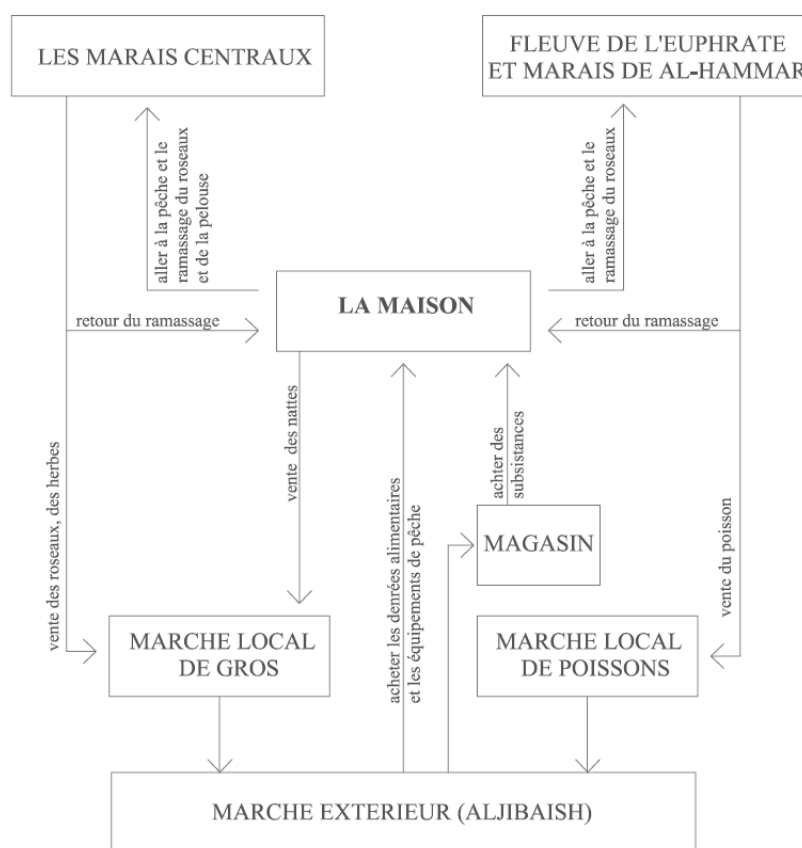 LES MARAIS CENTRAUX
FLEUVE DE L'EUPHRATE
ET MARAIS DE AL-HAMMAR
aller à la pêche et le
ramassage du roseaux
et de la pelouse
aller à la pêche et le
ramassage du roseaux
LA MAISON
retour du ramassage
retour du ramassage
vente des roseaux, des herbes
vente des nattes
acheter les denrées alimentaires
et les équipements de pêche
achter des
subsistances
MAGASIN
vente du poisson
MARCHE LOCAL
DE GROS
MARCHE LOCAL
DE POISSONS
MARCHE EXTERIEUR (ALJIBAISH)